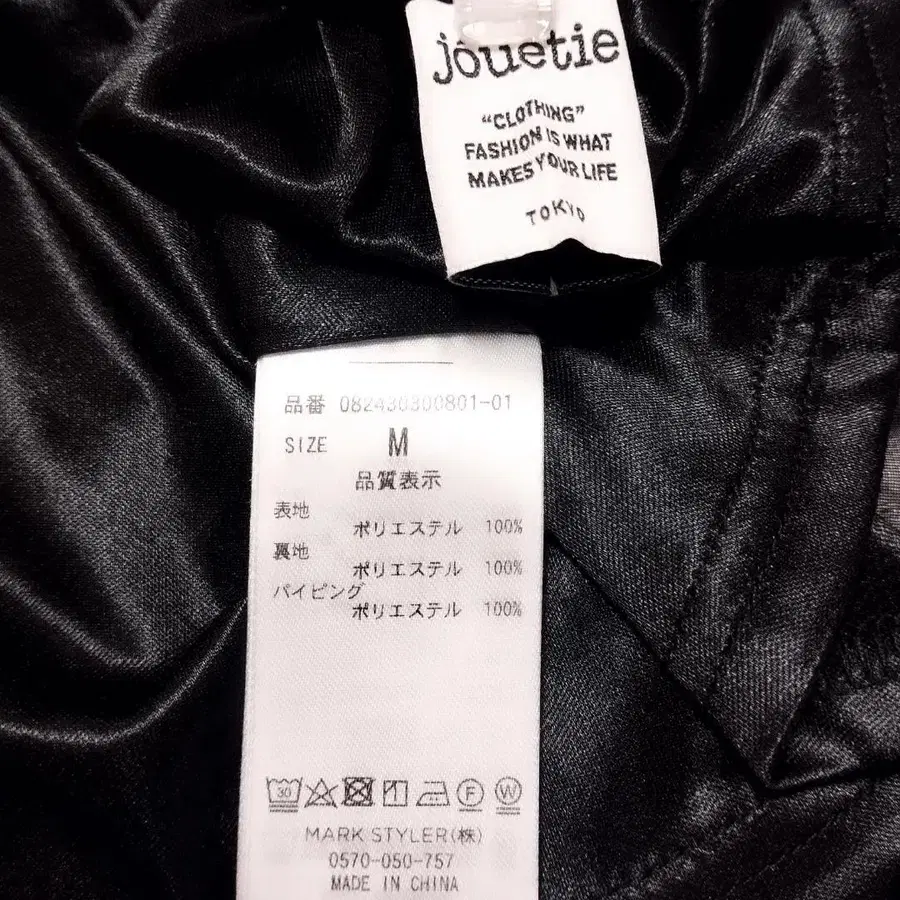 jouetie
“CLOTHING”
FASHION IS WHAT
MAKES YOUR LIFE
TOKYO
品番 082430300801-01
SIZE M
品質表示
表地
ポリエステル 100%
裏地
ポリエステル 100%
パイピング
ポリエステル 100%
30
F W
MARK STYLER(株)
0570-050-757
MADE IN CHINA